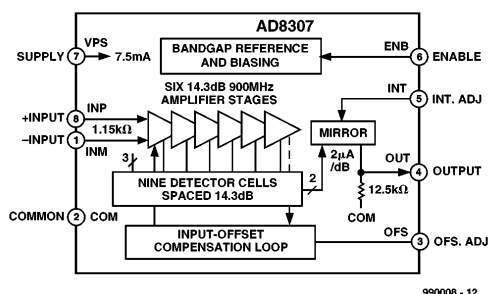 AD8307
VPS
SUPPLY 7 7.5mA
BANDGAP REFERENCE
AND BIASING
ENB
6 ENABLE
SIX 14.3dB 900MHz
AMPLIFIER STAGES
INT
5 INT. ADJ
+INPUT 8 INP
1.15kΩ
–INPUT 1
INM
MIRROR
2µA
/dB
OUT
4 OUTPUT
3
2
NINE DETECTOR CELLS
SPACED 14.3dB
12.5kΩ
COM
COMMON 2 COM
INPUT-OFFSET
COMPENSATION LOOP
OFS
3 OFS. ADJ
990008 - 12